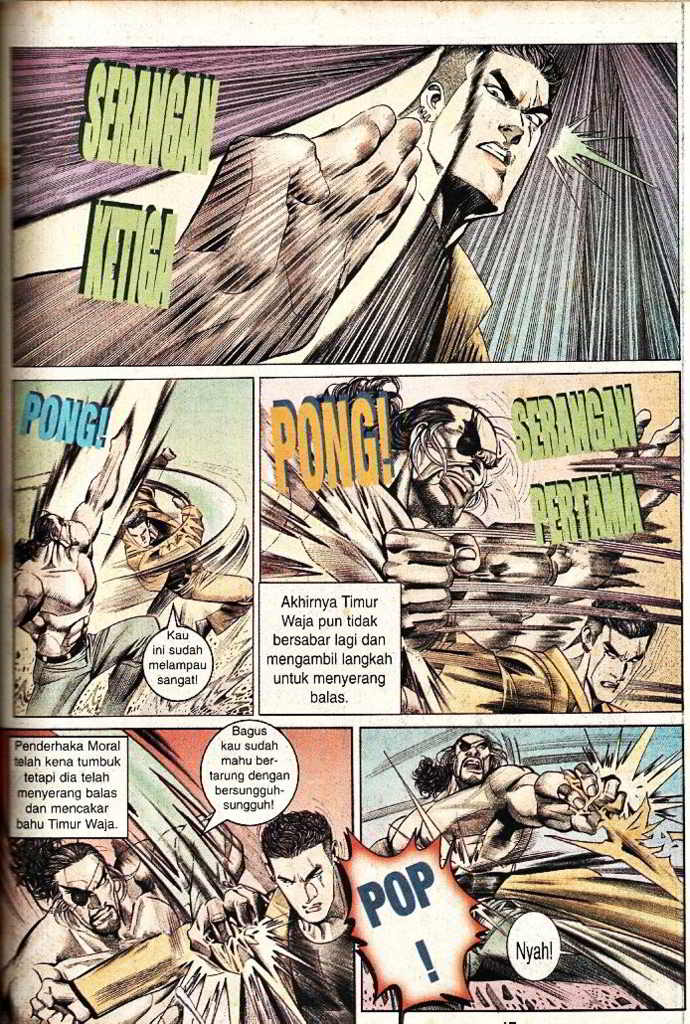 SERANGAN
KETIGA
PONG!
Kau
ini sudah
melampau
sangat!
PONG!
SERANGAN
PERTAMA
Akhirnya Timur
Waja pun tidak
bersabar lagi dan
mengambil langkah
untuk menyerang
balas.
Penderhaka Moral
telah kena tumbuk
tetapi dia telah
menyerang balas
dan mencakar
bahu Timur Waja.
Bagus
kau sudah
mahu ber-
tarung dengan
bersungguh-
sungguh!
POP
!
Nyah!